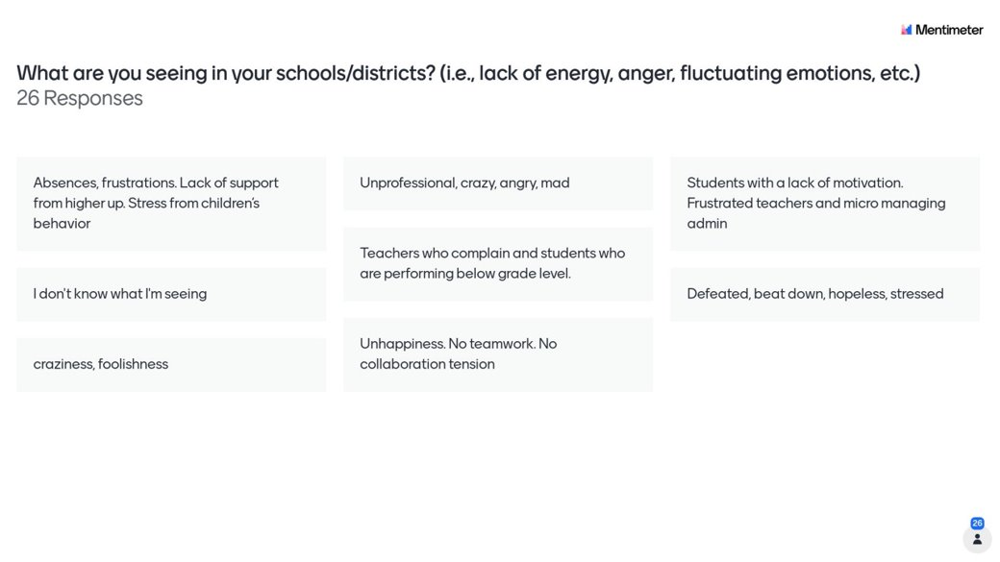 Mentimeter
What are you seeing in your schools/districts? (i.e., lack of energy, anger, fluctuating emotions, etc.)
26 Responses
Absences, frustrations. Lack of support
from higher up. Stress from children’s
behavior
I don't know what I'm seeing
craziness, foolishness
Unprofessional, crazy, angry, mad
Teachers who complain and students who
are performing below grade level.
Unhappiness. No teamwork. No
collaboration tension
Students with a lack of motivation.
Frustrated teachers and micro managing
admin
Defeated, beat down, hopeless, stressed
26